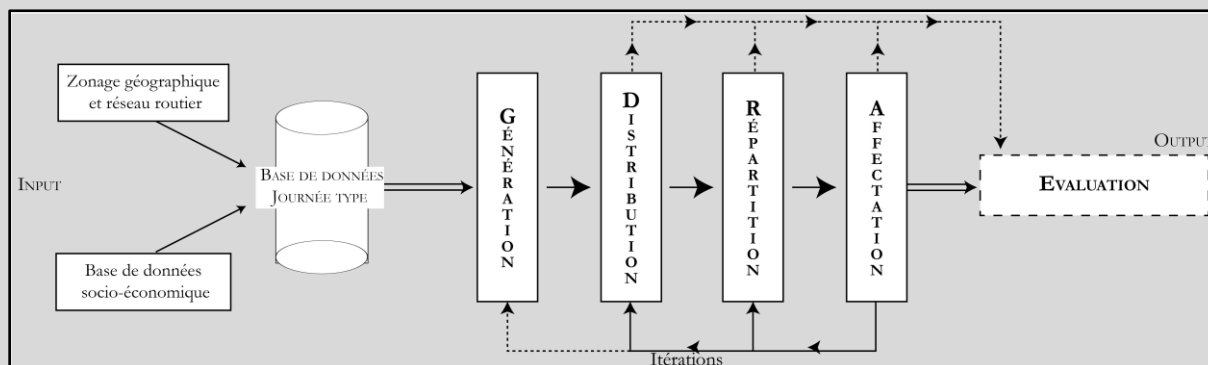 INPUT
Zonage géographique
et réseau routier
Base de données
socio-économique
BASE DE DONNÉES
JOURNÉE TYPE
GÉNÉRATION
DISTRIBUTION
RÉPARTITION
AFFECTATION
Itérations
OUTPUT
EVALUATION